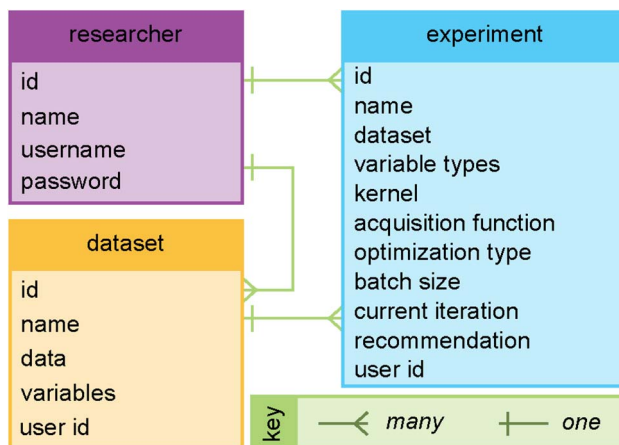 researcher
id
name
username
password
experiment
id
name
dataset
variable types
kernel
acquisition function
optimization type
batch size
current iteration
recommendation
user id
dataset
id
name
data
variables
user id
key
many
one